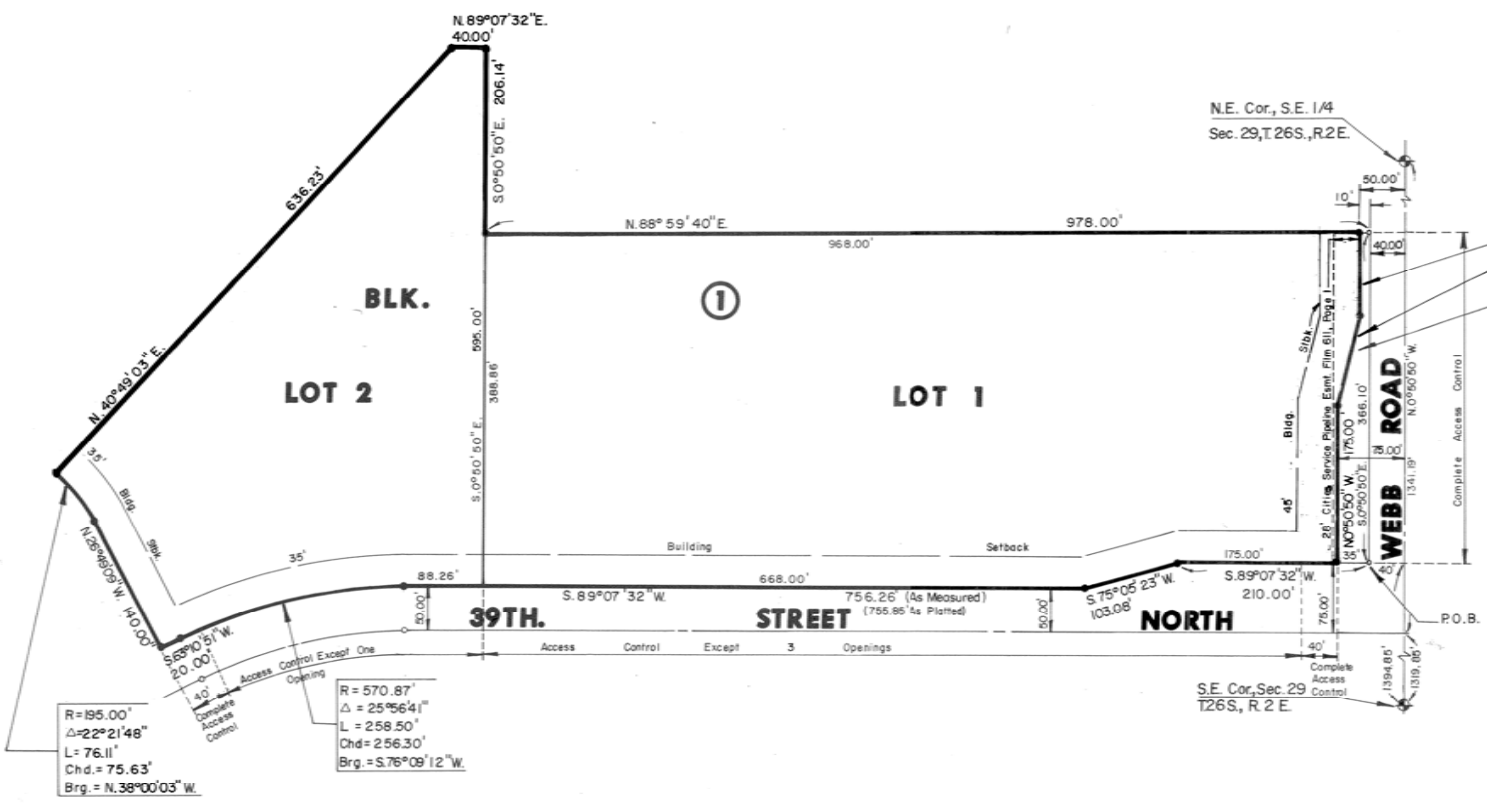 N. 89°07'32"E.
40.00'
S.0°50'50"E. 206.14'
636.23'
N. 40°49'03"E.
N.E. Cor., S.E. 1/4
Sec. 29, T. 26S., R.2 E.
50.00'
10'
40.00'
N.88° 59' 40" E.
978.00'
968.00'
BLK.
1
LOT 2
LOT 1
595.00'
388.86'
S.0°50'50"E.
Stbk.
Bldg.
45'
28' Cities Service Pipeline Esmt. Film 611, Page 1
175.00'
N0°50'50"W.
366.10'
S.0°50'50"E.
75.00'
WEBB ROAD
N.0°50'50"W.
1341.19'
Complete Access Control
35'
Bldg.
Stbk.
35'
Building
Setback
N.26°49'09"W. 140.00'
S.63°10'51"W.
20.00'
88.26'
668.00'
S.89°07'32"W.
756.26' (As Measured)
(755.85' As Platted)
S.75°05'23"W.
103.08'
175.00'
S.89°07'32"W.
210.00'
35'
40'
50.00'
50.00'
75.00'
39TH. STREET NORTH
P.O.B.
Access Control Except One
Opening
Access Control Except 3 Openings
40'
Complete
Access
Control
40'
Complete
Access
Control
S.E. Cor., Sec. 29
T26S., R. 2 E.
1394.85'
1319.85'
R=195.00'
△=22°21'48"
L= 76.11'
Chd.= 75.63'
Brg.= N.38°00'03"W.
R= 570.87'
△ = 25°56'41"
L = 258.50'
Chd= 256.30'
Brg.= S.76°09'12"W.